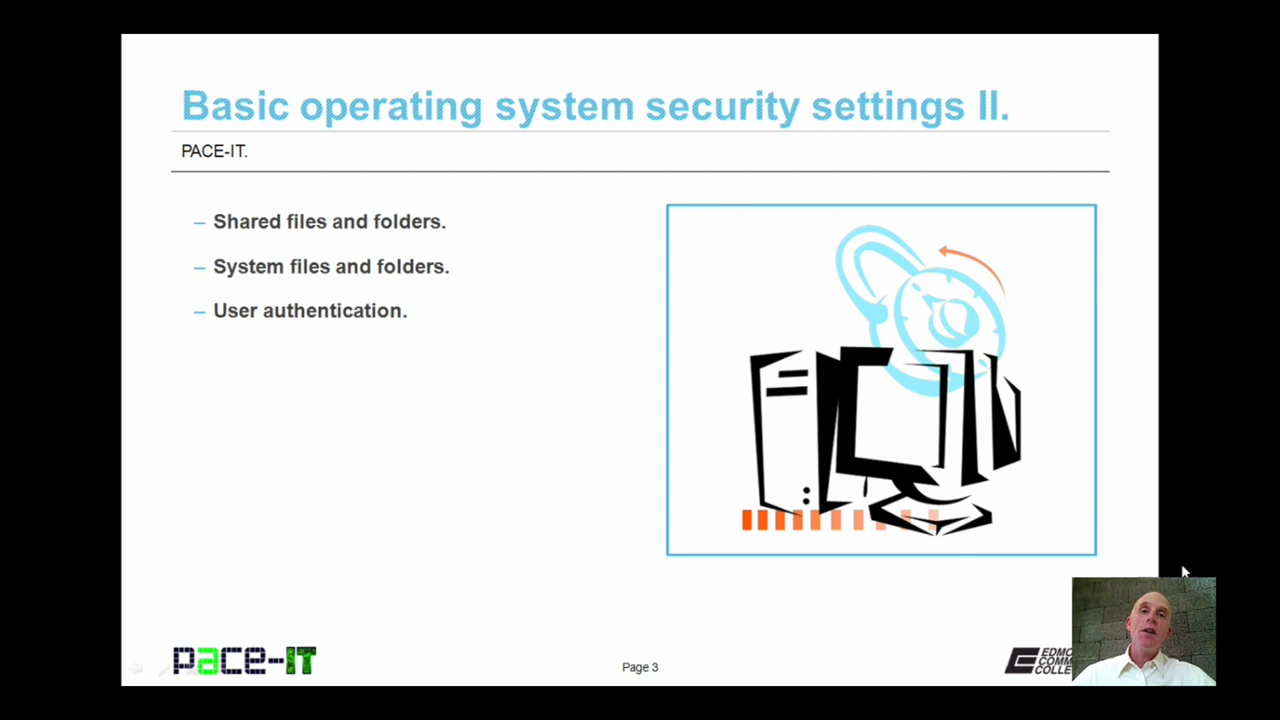 Basic operating system security settings II.
PACE-IT.
– Shared files and folders.
– System files and folders.
– User authentication.
pace-IT
Page 3